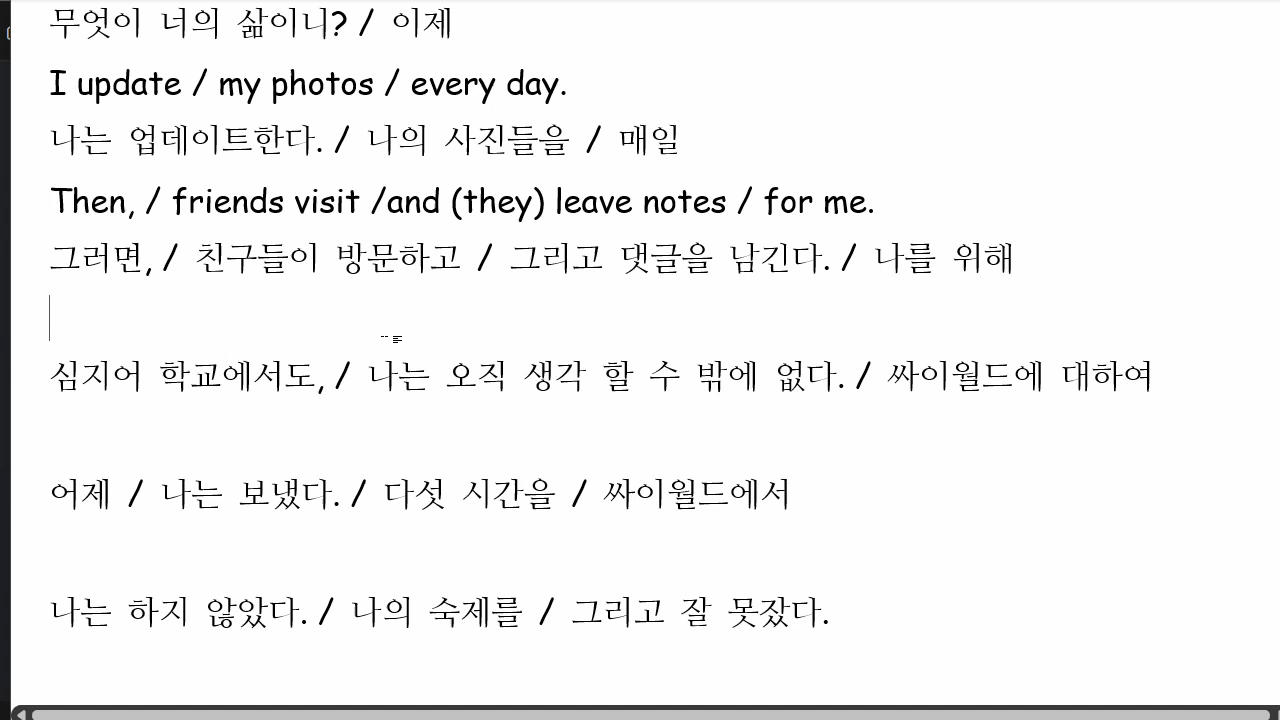 무엇이 너의 삶이니? / 이제
I update / my photos / every day.
나는 업데이트한다. / 나의 사진들을 / 매일
Then, / friends visit /and (they) leave notes / for me.
그러면, / 친구들이 방문하고 / 그리고 댓글을 남긴다. / 나를 위해
심지어 학교에서도, / 나는 오직 생각 할 수 밖에 없다. / 싸이월드에 대하여
어제 / 나는 보냈다. / 다섯 시간을 / 싸이월드에서
나는 하지 않았다. / 나의 숙제를 / 그리고 잘 못잤다.